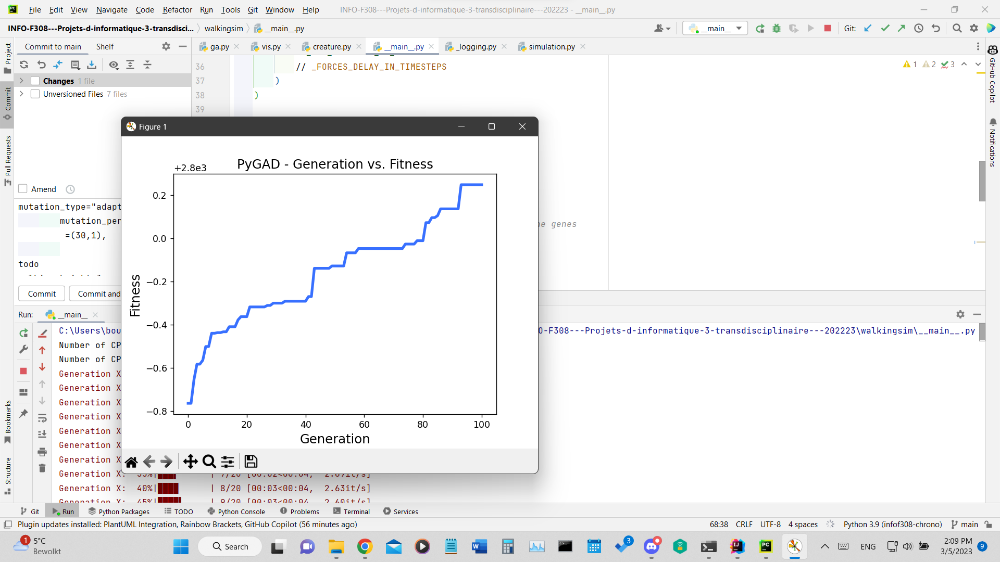 File Edit View Navigate Code Refactor Run Tools Git Window Help INFO-F308---Projets-d-informatique-3-transdisciplinaire---202223 - __main__.py
INFO-F308---Projets-d-informatique-3-transdisci... walkingsim __main__.py __main__ Git:
Commit to main Shelf
ga.py vis.py creature.py __main__.py _logging.py simulation.py
Project
Commit
Pull Requests
Bookmarks
Structure
GitHub Copilot
Notifications
Changes 1 file
Unversioned Files 7 files
36 // _FORCES_DELAY_IN_TIMESTEPS
37 )
38 )
39
1 2 3
genes
Amend
mutation_type="adapt
mutation_per
=(30,1),
todo
Commit Commit and
Figure 1
PyGAD - Generation vs. Fitness
+2.8e3
0.2
0.0
−0.2
−0.4
−0.6
−0.8
Fitness
0 20 40 60 80 100
Generation
Run: __main__
C:\Users\bou
0-F308---Projets-d-informatique-3-transdisciplinaire---202223\walkingsim\__main__.py
Number of CP
Number of CP
Generation X
Generation X
Generation X
Generation X
Generation X
Generation X
Generation X
Generation X: 35%| | 7/20 [00:02<00:04, 2.69it/s]
Generation X: 40%| | 8/20 [00:03<00:04, 2.63it/s]
Generation X: 45%| | 9/20 [00:03<00:04, 2.60it/s]
Git Run Python Packages TODO Python Console Problems Terminal Services
Plugin updates installed: PlantUML Integration, Rainbow Brackets, GitHub Copilot (56 minutes ago) 68:38 CRLF UTF-8 4 spaces Python 3.9 (infof308-chrono) main
1 5°C
Bewolkt
Search
3
ENG
2:09 PM
3/5/2023
9